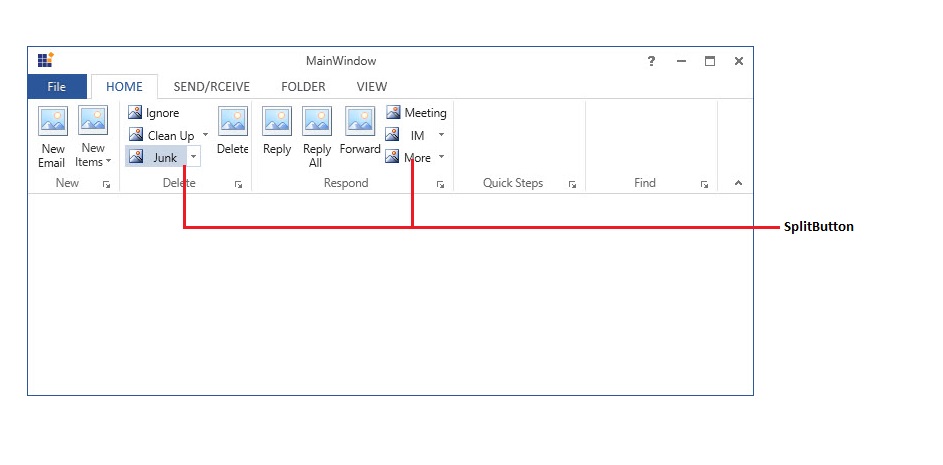 MainWindow
?
File HOME SEND/RCEIVE FOLDER VIEW
New
Email
New
Items
New
Ignore
Clean Up
Junk
Delete
Delete
Reply
Reply
All
Forward
Meeting
IM
More
Respond
Quick Steps
Find
SplitButton